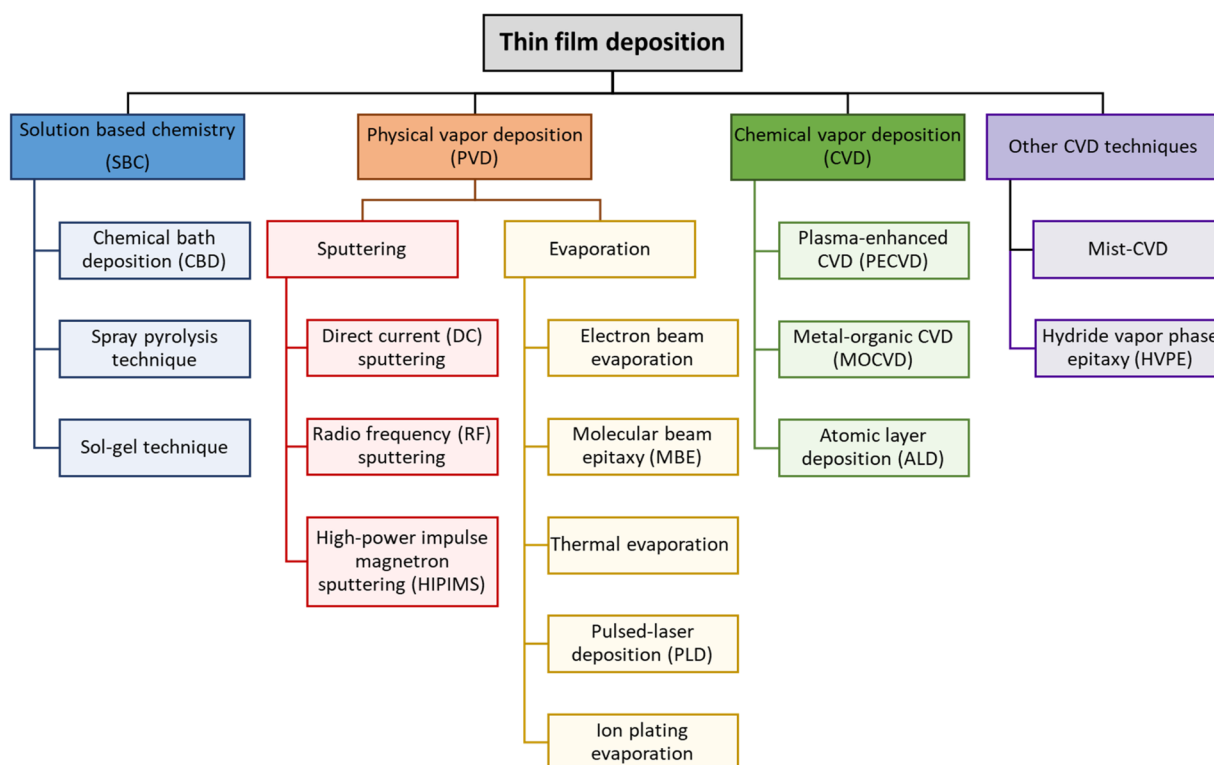 Thin film deposition
Solution based chemistry
(SBC)
Physical vapor deposition
(PVD)
Chemical vapor deposition
(CVD)
Other CVD techniques
Chemical bath
deposition (CBD)
Spray pyrolysis
technique
Sol-gel technique
Sputtering
Direct current (DC)
sputtering
Radio frequency (RF)
sputtering
High-power impulse
magnetron
sputtering (HIPIMS)
Evaporation
Electron beam
evaporation
Molecular beam
epitaxy (MBE)
Thermal evaporation
Pulsed-laser
deposition (PLD)
Ion plating
evaporation
Plasma-enhanced
CVD (PECVD)
Metal-organic CVD
(MOCVD)
Atomic layer
deposition (ALD)
Mist-CVD
Hydride vapor phase
epitaxy (HVPE)